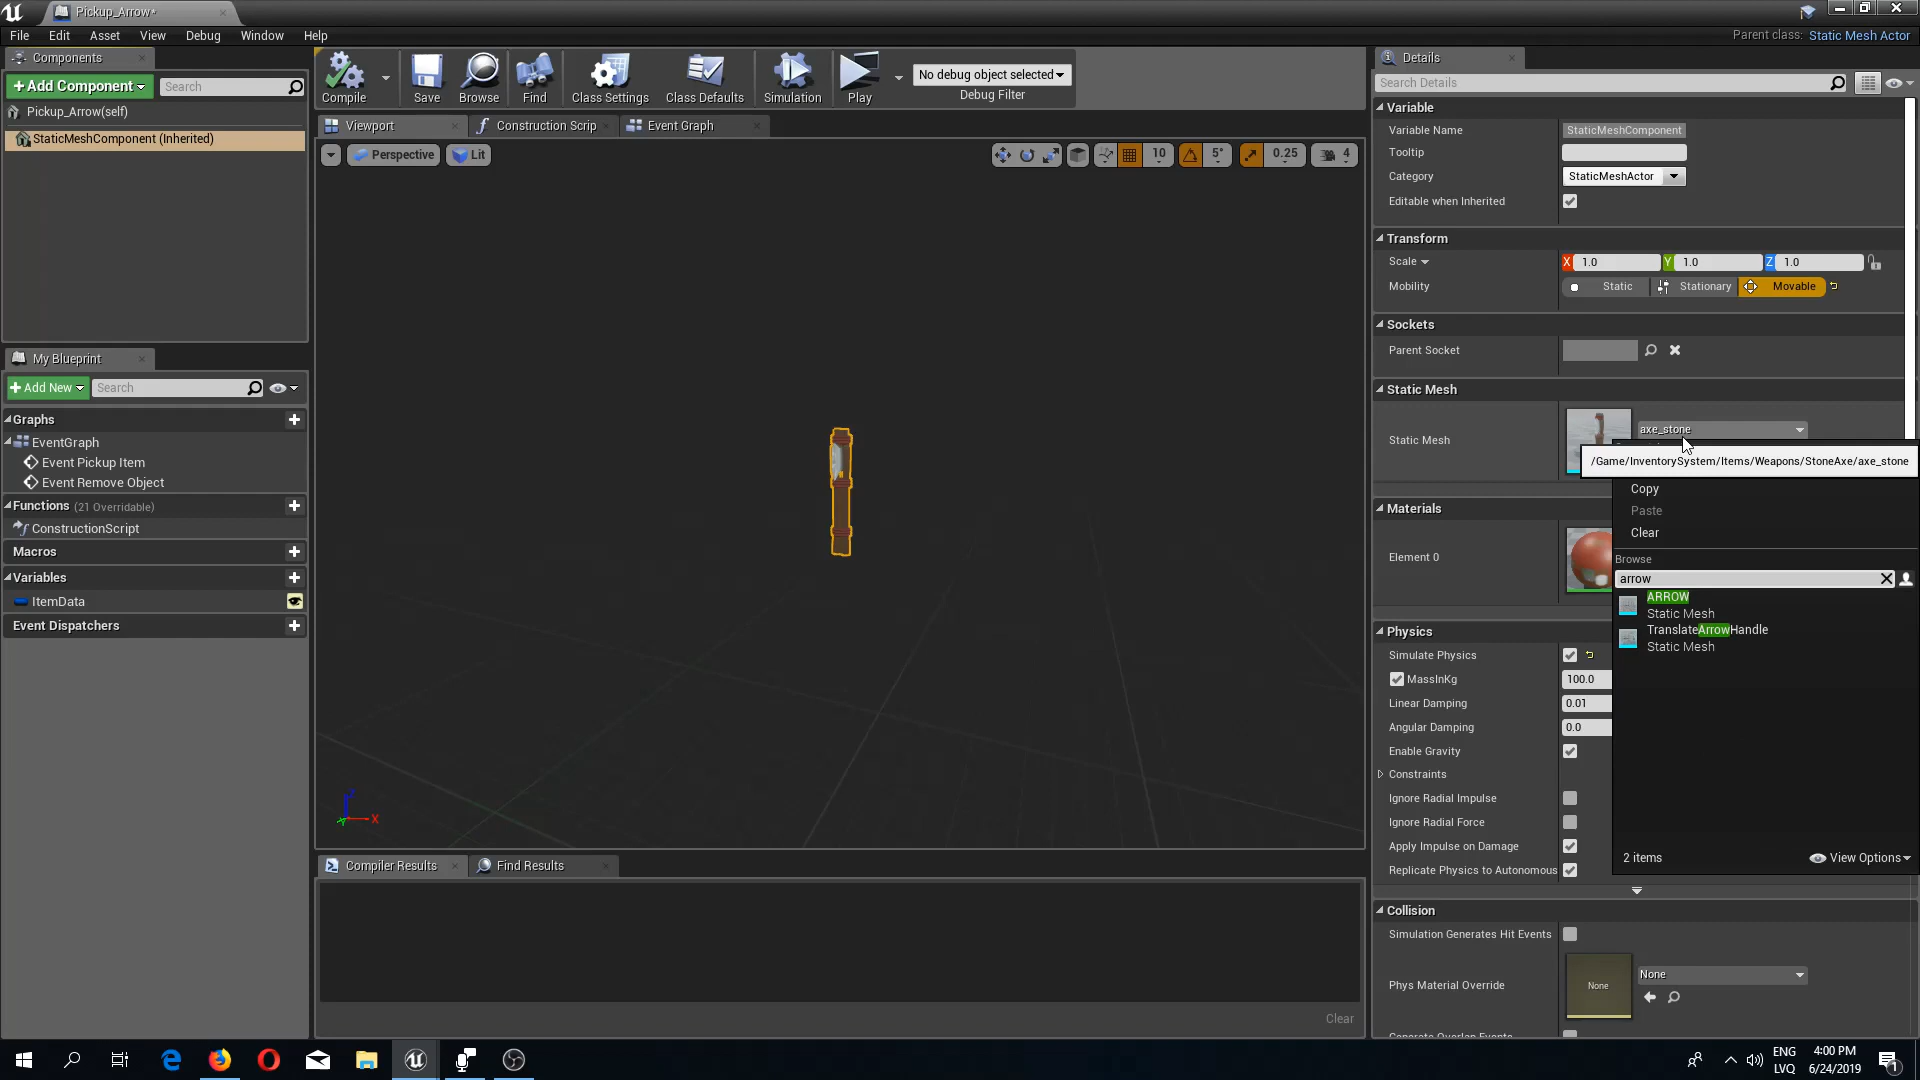 Pickup_Arrow*
File Edit Asset View Debug Window Help
Parent class: Static Mesh Actor
Components
+Add Component
Search
Pickup_Arrow(self)
StaticMeshComponent (Inherited)
My Blueprint
+Add New
Search
Graphs
EventGraph
Event Pickup Item
Event Remove Object
Functions (21 Overridable)
ConstructionScript
Macros
Variables
ItemData
Event Dispatchers
Compile
Save
Browse
Find
Class Settings
Class Defaults
Simulation
Play
No debug object selected
Debug Filter
Viewport
Construction Scrip
Event Graph
Perspective
Lit
10
5°
0.25
4
Z
X
Compiler Results
Find Results
Clear
Details
Search Details
Variable
Variable Name StaticMeshComponent
Tooltip
Category StaticMeshActor
Editable when Inherited
Transform
Scale X 1.0 Y 1.0 Z 1.0
Mobility Static Stationary Movable
Sockets
Parent Socket
Static Mesh
Static Mesh axe_stone
/Game/InventorySystem/Items/Weapons/StoneAxe/axe_stone
Copy
Paste
Clear
Browse
arrow
ARROW
Static Mesh
TranslateArrowHandle
Static Mesh
2 items
View Options
Materials
Element 0
Physics
Simulate Physics
MassInKg 100.0
Linear Damping 0.01
Angular Damping 0.0
Enable Gravity
Constraints
Ignore Radial Impulse
Ignore Radial Force
Apply Impulse on Damage
Replicate Physics to Autonomous
Collision
Simulation Generates Hit Events
Phys Material Override None None
Generate Overlap Events
ENG
LVQ
4:00 PM
6/24/2019
1